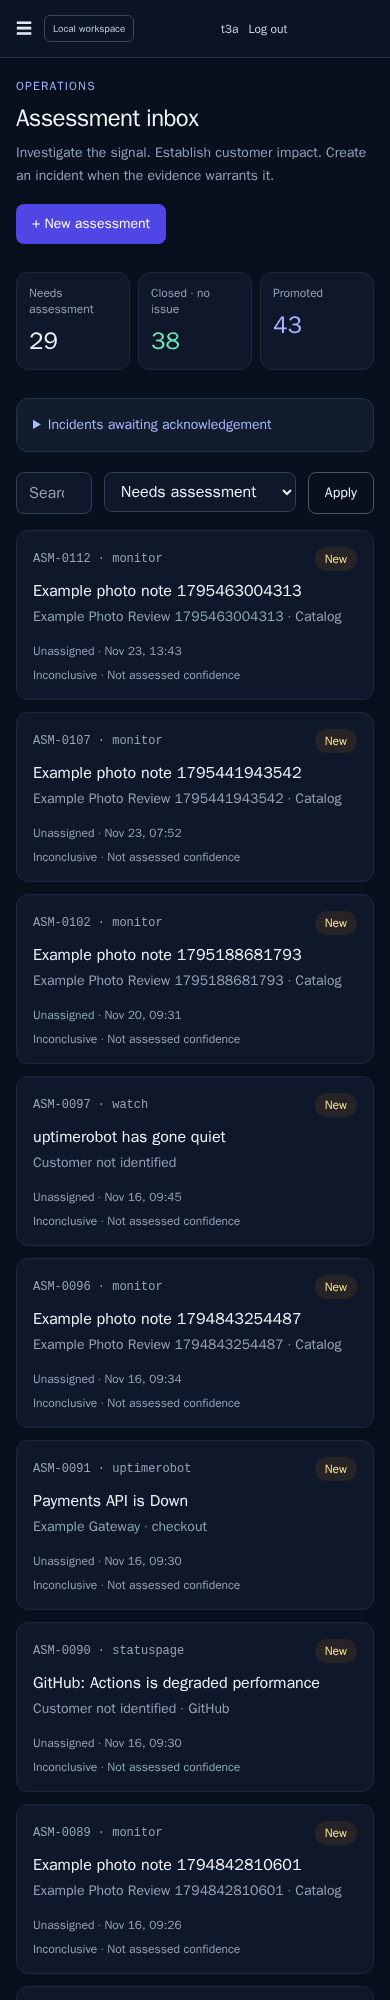 Local workspace
t3a Log out
OPERATIONS
Assessment inbox
Investigate the signal. Establish customer impact. Create
an incident when the evidence warrants it.
+ New assessment
Needs
assessment
29
Closed · no
issue
38
Promoted
43
Incidents awaiting acknowledgement
Needs assessment
Apply
ASM-0112 · monitor
New
Example photo note 1795463004313
Example Photo Review 1795463004313 · Catalog
Unassigned · Nov 23, 13:43
Inconclusive · Not assessed confidence
ASM-0107 · monitor
New
Example photo note 1795441943542
Example Photo Review 1795441943542 · Catalog
Unassigned · Nov 23, 07:52
Inconclusive · Not assessed confidence
ASM-0102 · monitor
New
Example photo note 1795188681793
Example Photo Review 1795188681793 · Catalog
Unassigned · Nov 20, 09:31
Inconclusive · Not assessed confidence
ASM-0097 · watch
New
uptimerobot has gone quiet
Customer not identified
Unassigned · Nov 16, 09:45
Inconclusive · Not assessed confidence
ASM-0096 · monitor
New
Example photo note 1794843254487
Example Photo Review 1794843254487 · Catalog
Unassigned · Nov 16, 09:34
Inconclusive · Not assessed confidence
ASM-0091 · uptimerobot
New
Payments API is Down
Example Gateway · checkout
Unassigned · Nov 16, 09:30
Inconclusive · Not assessed confidence
ASM-0090 · statuspage
New
GitHub: Actions is degraded performance
Customer not identified · GitHub
Unassigned · Nov 16, 09:30
Inconclusive · Not assessed confidence
ASM-0089 · monitor
New
Example photo note 1794842810601
Example Photo Review 1794842810601 · Catalog
Unassigned · Nov 16, 09:26
Inconclusive · Not assessed confidence